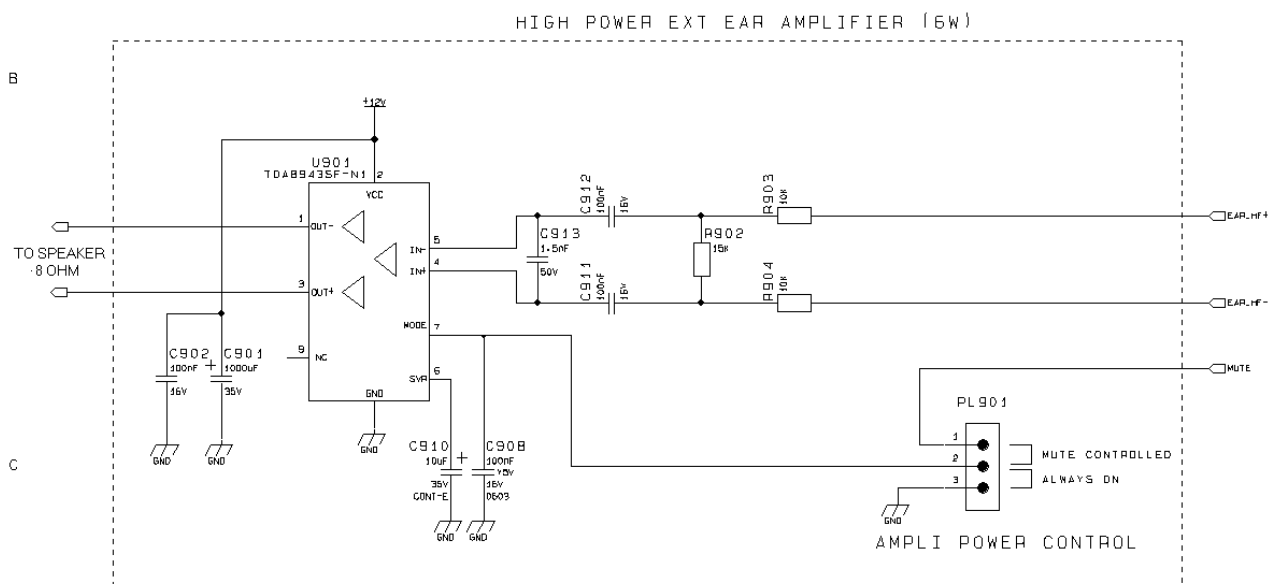 HIGH POWER EXT EAR AMPLIFIER (6W)
B
+12V
U901
TDA8943SF-N1
2
VCC
1
OUT-
5
IN-
4
IN+
3
OUT+
MODE
7
9
NC
6
SVR
GND
GND
TO SPEAKER
8 OHM
C902
100nF
16V
GND
+
C901
1000uF
35V
GND
C912
100nF
16V
C913
1.5nF
50V
C911
100nF
16V
R903
10K
R902
15K
R904
10K
EAR_HF+
EAR_HF-
MUTE
C910
10uF
+
35V
CONT-E
GND
C908
100nF
Y5V
16V
0603
GND
PL901
1
2
3
MUTE CONTROLLED
ALWAYS ON
GND
C
AMPLI POWER CONTROL